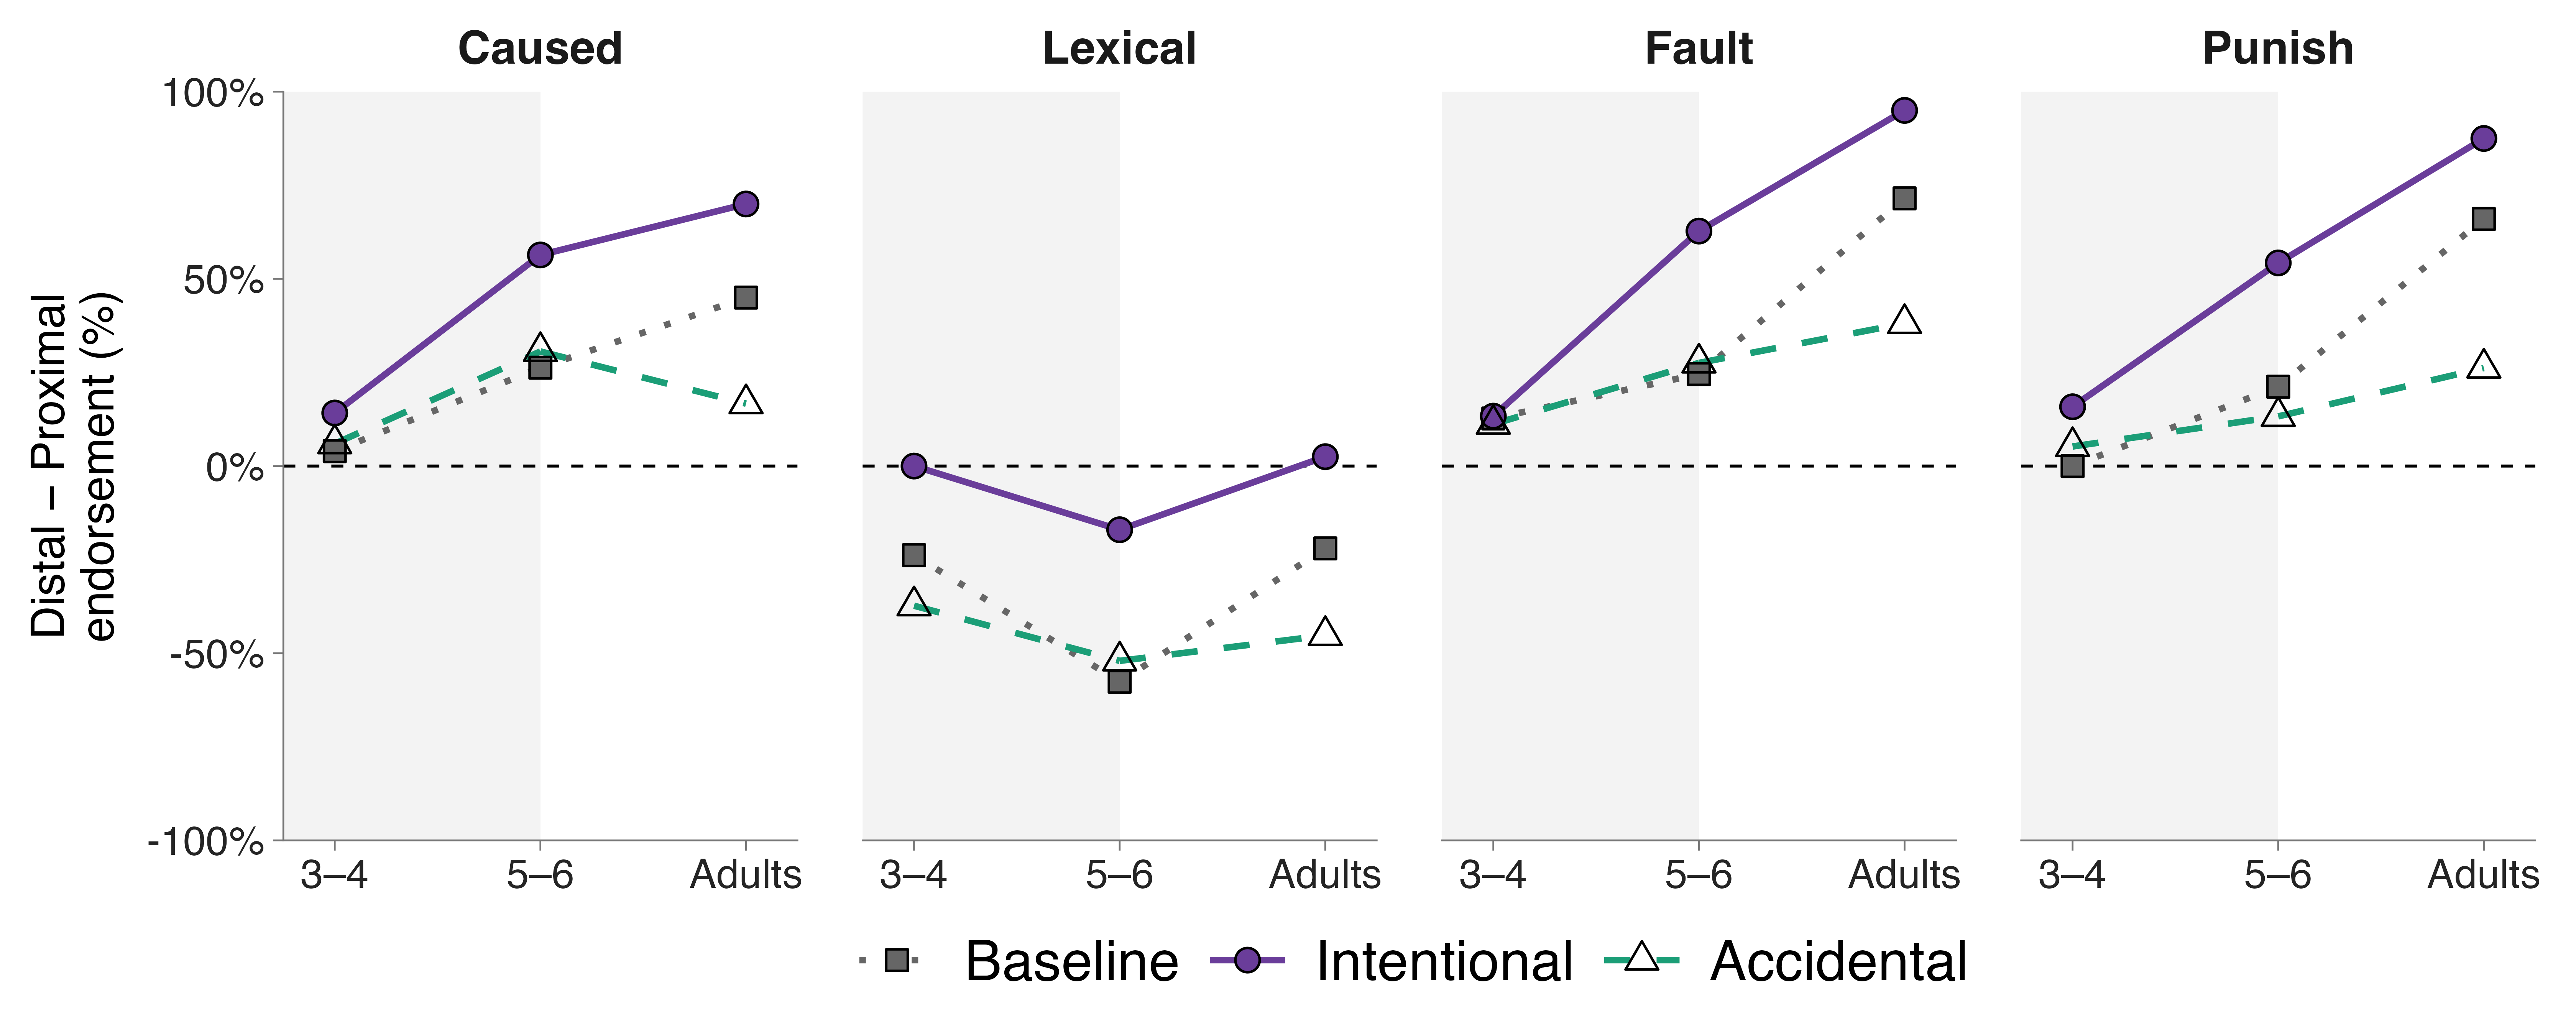 Caused Lexical Fault Punish
Distal – Proximal
endorsement (%)
100%
50%
0%
-50%
-100%
3–4 5–6 Adults 3–4 5–6 Adults 3–4 5–6 Adults 3–4 5–6 Adults
Baseline Intentional Accidental